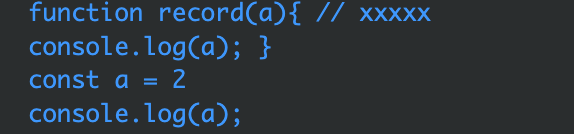 function record(a){ // xxxxx
console.log(a); }
const a = 2
console.log(a);